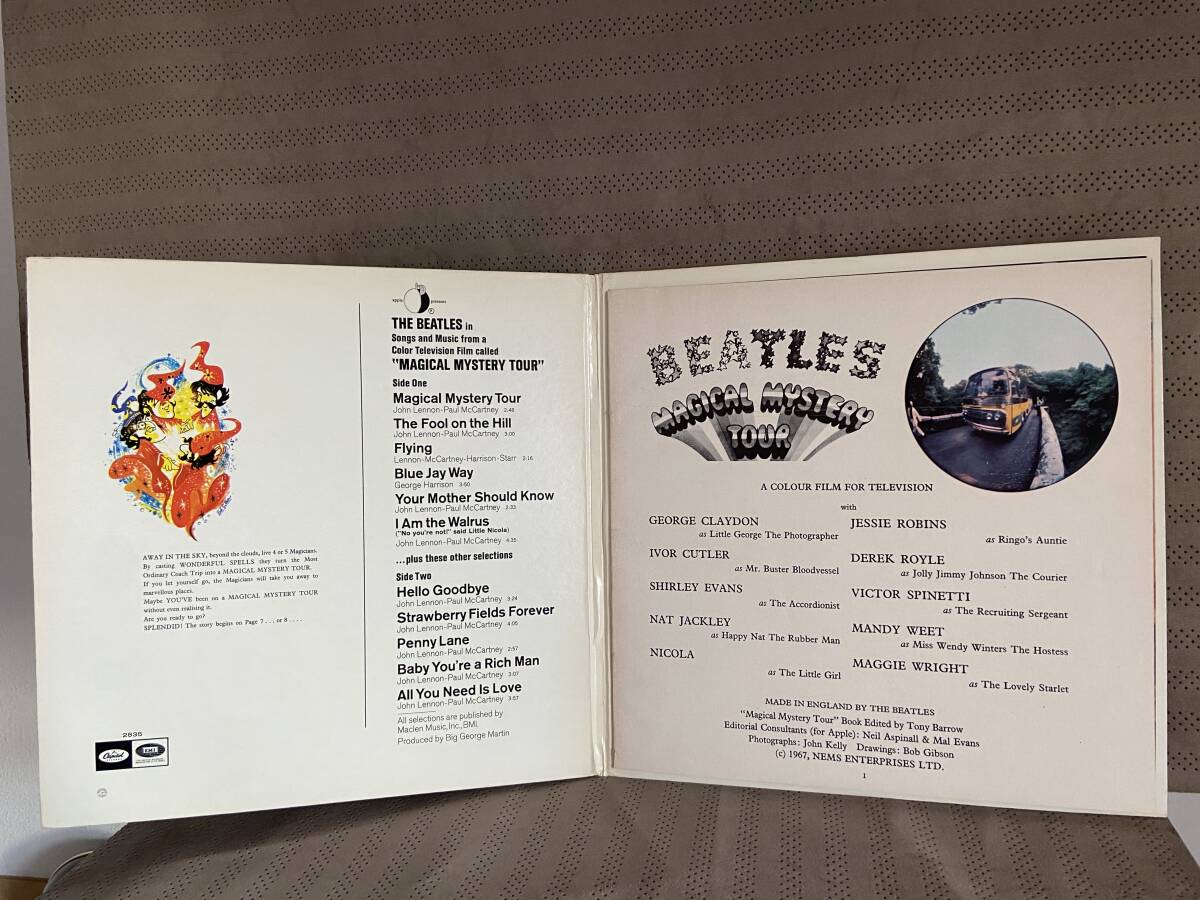 AWAY IN THE SKY, beyond the clouds, live 4 or 5 Magicians.
By casting WONDERFUL SPELLS they turn the Most
Ordinary Coach Trip into a MAGICAL MYSTERY TOUR.
If you let yourself go, the Magicians will take you away to
marvellous places.
Maybe YOU'VE been on a MAGICAL MYSTERY TOUR
without even realising it.
Are you ready to go?
SPLENDID! The story begins on Page 7 . . . or 8 . . . .
2835
Capitol
EMI
apple presents
THE BEATLES in
Songs and Music from a
Color Television Film called
"MAGICAL MYSTERY TOUR"
Side One
Magical Mystery Tour
John Lennon-Paul McCartney 2:48
The Fool on the Hill
John Lennon-Paul McCartney 3:00
Flying
Lennon-McCartney-Harrison-Starr 2:16
Blue Jay Way
George Harrison 3:50
Your Mother Should Know
John Lennon-Paul McCartney 2:33
I Am the Walrus
("No you're not!" said Little Nicola)
John Lennon-Paul McCartney 4:35
...plus these other selections
Side Two
Hello Goodbye
John Lennon-Paul McCartney 3:24
Strawberry Fields Forever
John Lennon-Paul McCartney 4:05
Penny Lane
John Lennon-Paul McCartney 2:57
Baby You're a Rich Man
John Lennon-Paul McCartney 3:07
All You Need Is Love
John Lennon-Paul McCartney 3:57
All selections are published by
Maclen Music, Inc., BMI.
Produced by Big George Martin
BEATLES
MAGICAL MYSTERY
TOUR
A COLOUR FILM FOR TELEVISION
with
GEORGE CLAYDON
as Little George The Photographer
IVOR CUTLER
as Mr. Buster Bloodvessel
SHIRLEY EVANS
as The Accordionist
NAT JACKLEY
as Happy Nat The Rubber Man
NICOLA
as The Little Girl
JESSIE ROBINS
as Ringo's Auntie
DEREK ROYLE
as Jolly Jimmy Johnson The Courier
VICTOR SPINETTI
as The Recruiting Sergeant
MANDY WEET
as Miss Wendy Winters The Hostess
MAGGIE WRIGHT
as The Lovely Starlet
MADE IN ENGLAND BY THE BEATLES
"Magical Mystery Tour" Book Edited by Tony Barrow
Editorial Consultants (for Apple): Neil Aspinall & Mal Evans
Photographs: John Kelly Drawings: Bob Gibson
(c) 1967, NEMS ENTERPRISES LTD.
1